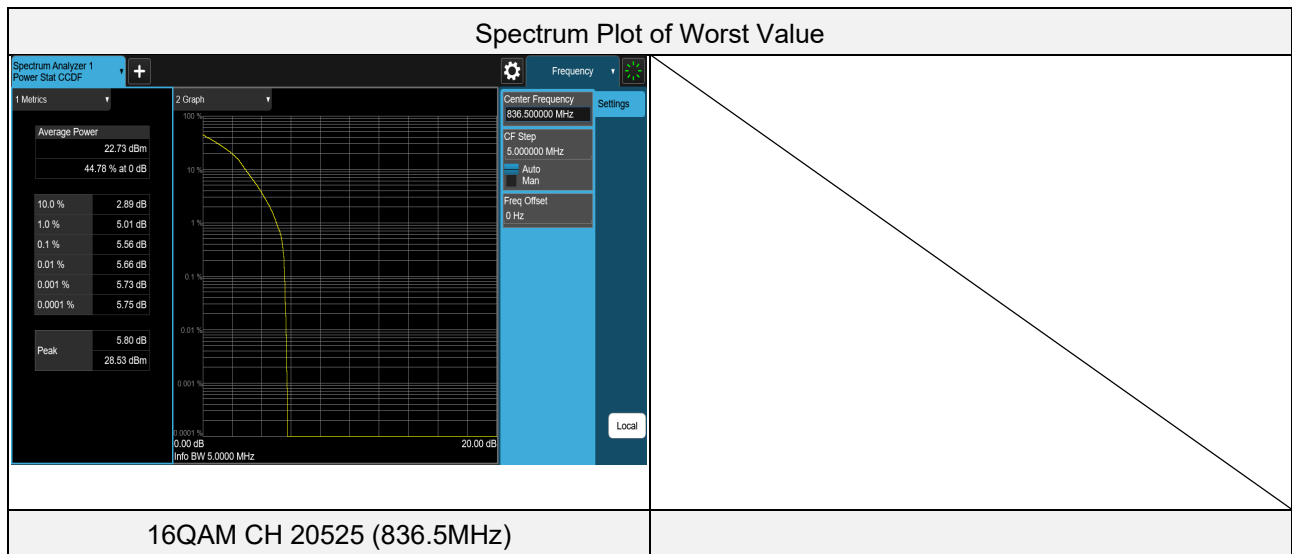 Spectrum Plot of Worst Value
Spectrum Analyzer 1
Power Stat CCDF
Frequency
1 Metrics
Average Power
22.73 dBm
44.78 % at 0 dB
10.0 % 2.89 dB
1.0 % 5.01 dB
0.1 % 5.56 dB
0.01 % 5.66 dB
0.001 % 5.73 dB
0.0001 % 5.75 dB
Peak 5.80 dB
28.53 dBm
2 Graph
100 %
10 %
1 %
0.1 %
0.01 %
0.001 %
0.0001 %
0.00 dB 20.00 dB
Info BW 5.0000 MHz
Center Frequency
836.500000 MHz
CF Step
5.000000 MHz
Auto
Man
Freq Offset
0 Hz
Settings
Local
16QAM CH 20525 (836.5MHz)